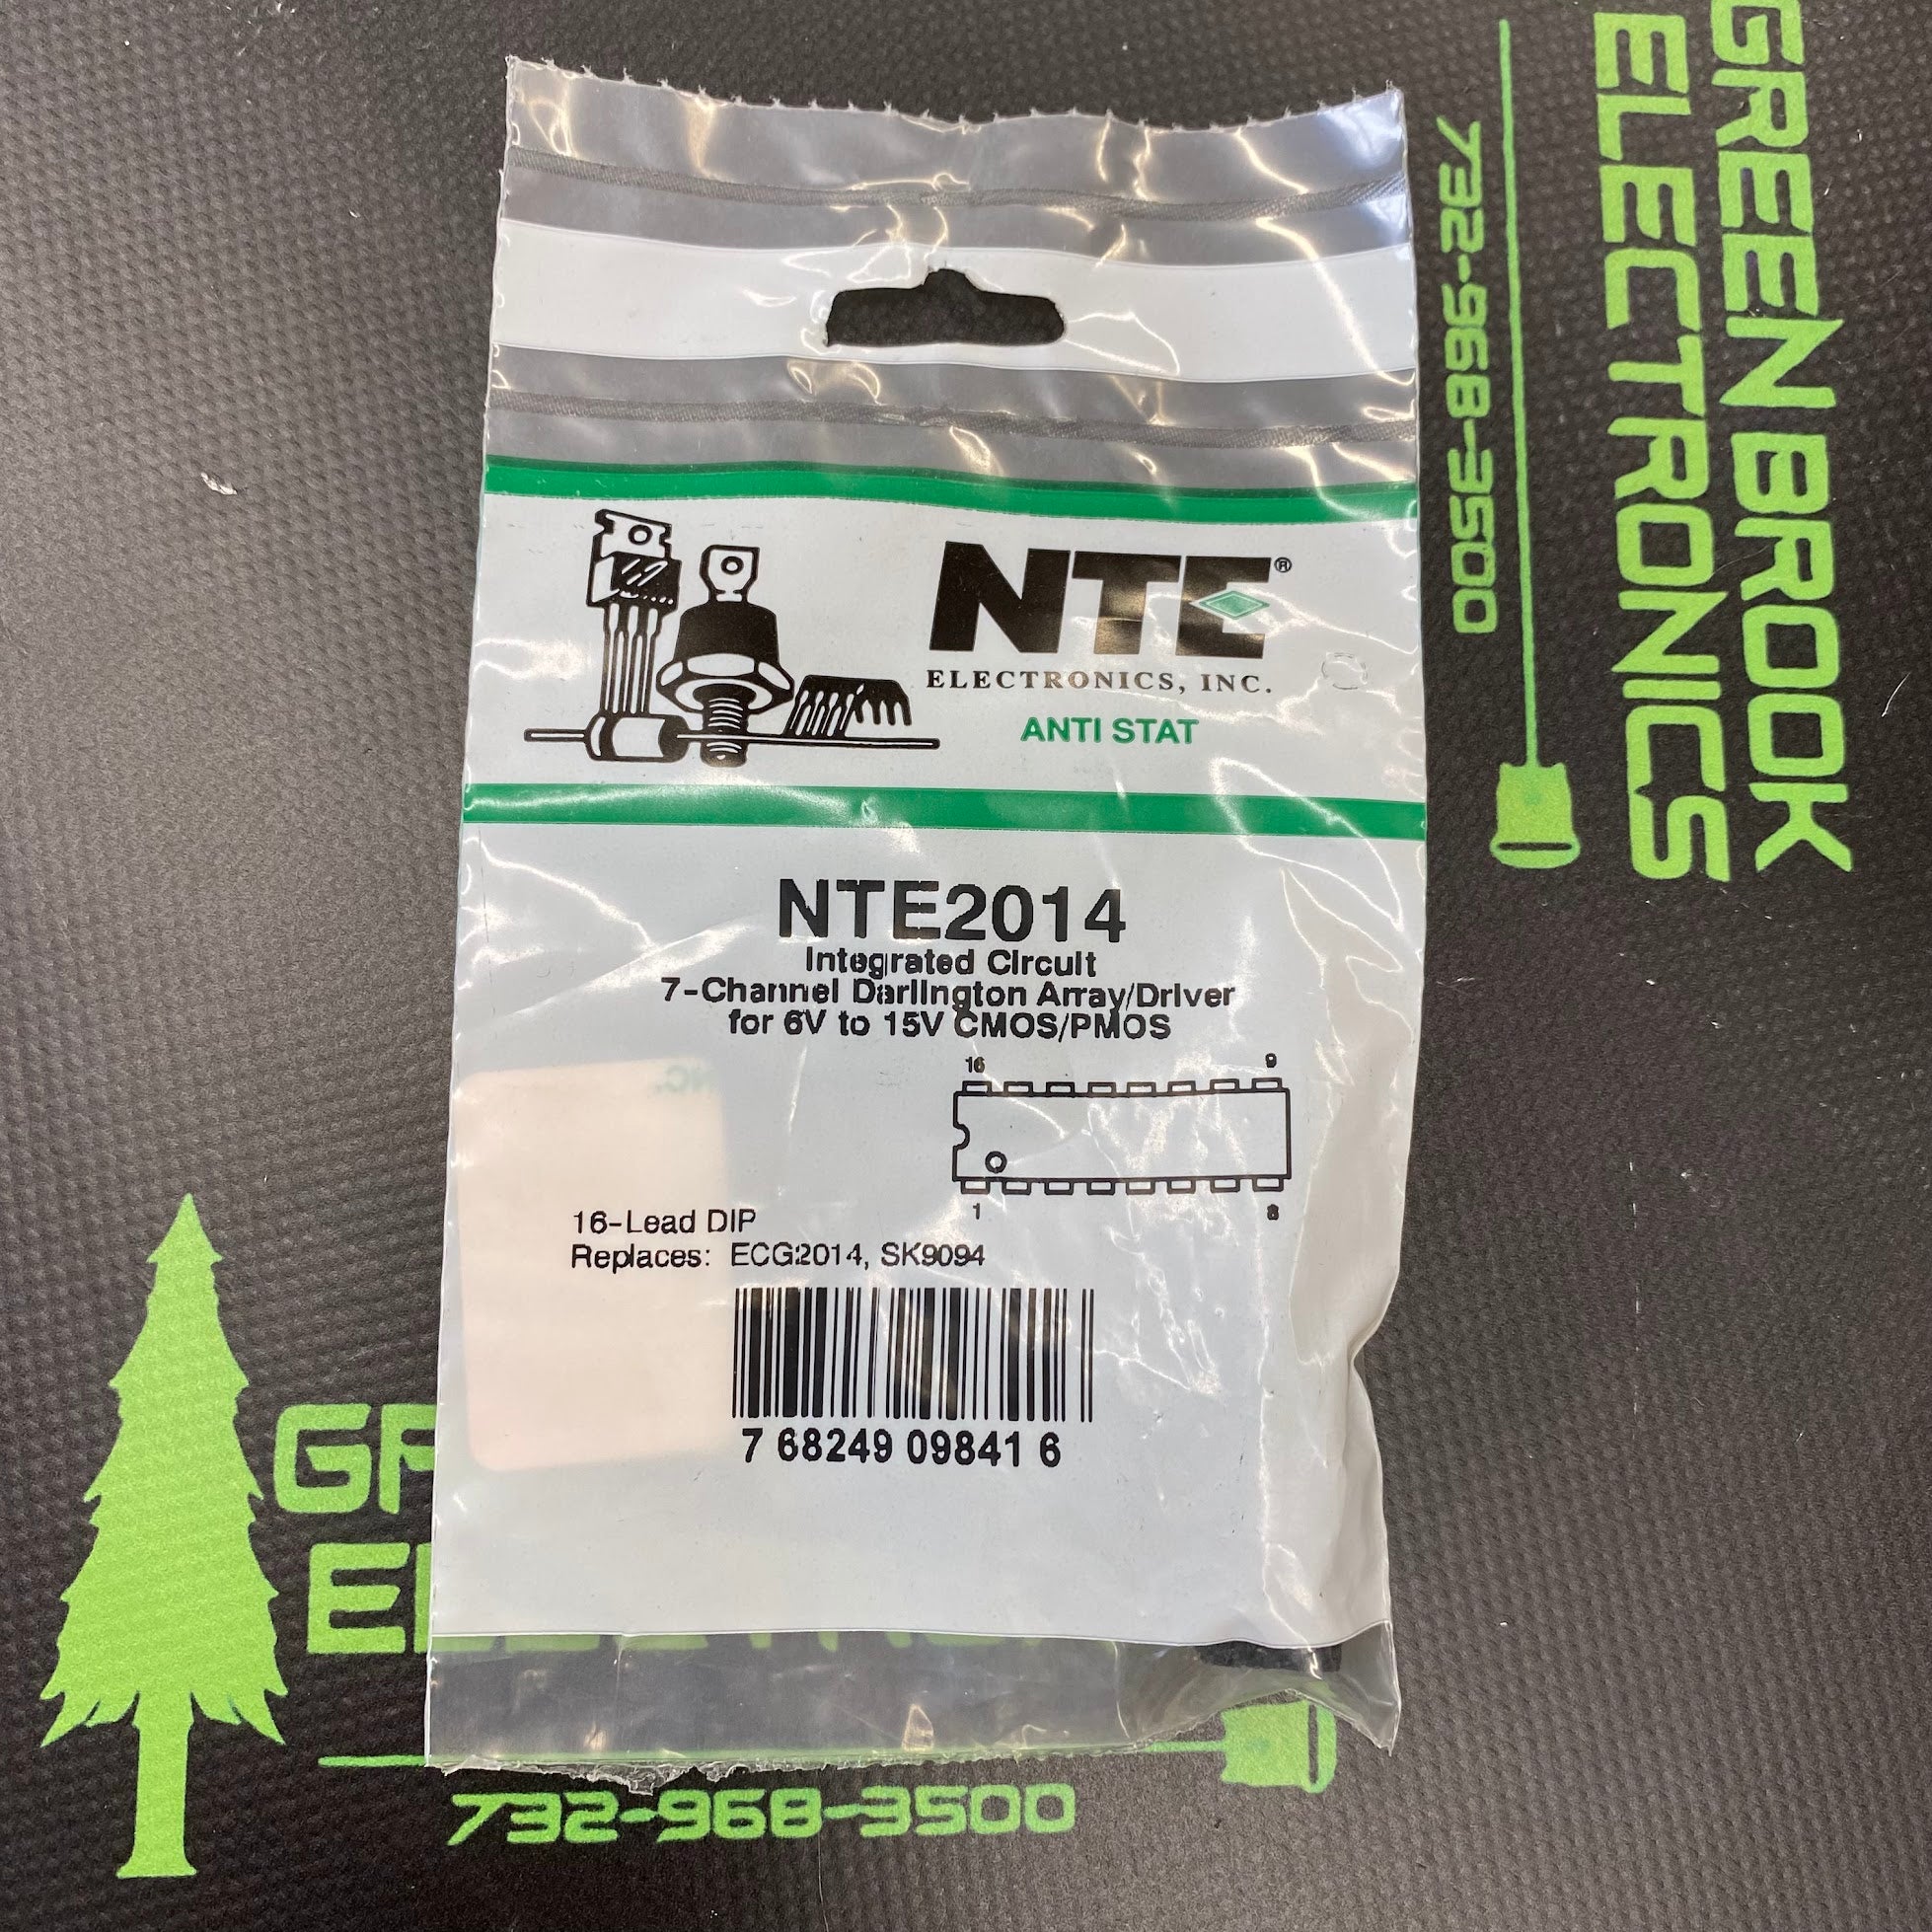 NTE®
ELECTRONICS, INC.
ANTI STAT
NTE2014
Integrated Circuit
7-Channel Darlington Array/Driver
for 6V to 15V CMOS/PMOS
16 9
1 8
16-Lead DIP
Replaces: ECG2014, SK9094
7 68249 09841 6
GREEN BROOK
ELECTRONICS
732-968-3500
732-968-3500